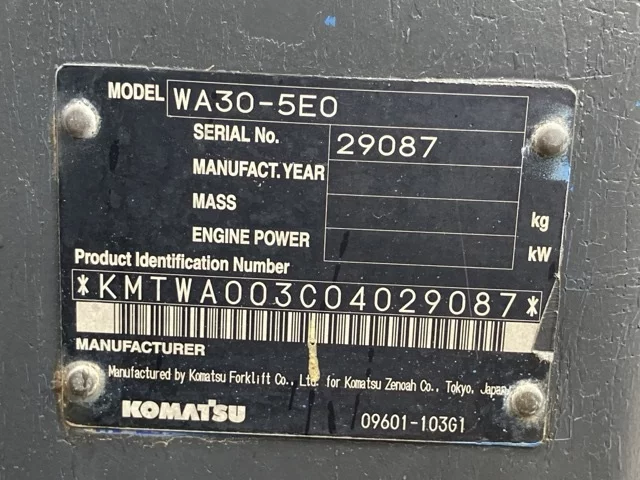 MODEL WA30-5E0
SERIAL No. 29087
MANUFACT. YEAR
MASS kg
ENGINE POWER kW
Product Identification Number
*KMTWA003C04029087*
MANUFACTURER
Manufactured by Komatsu Forklift Co., Ltd. for Komatsu Zenoah Co., Tokyo, Japan
KOMATSU 09601-103G1